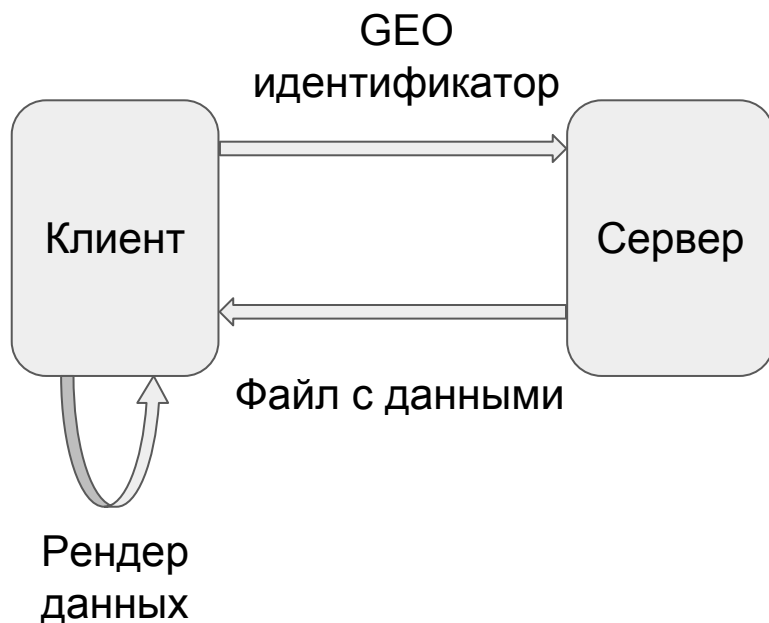 GEO
идентификатор
Клиент
Сервер
Файл с данными
Рендер
данных